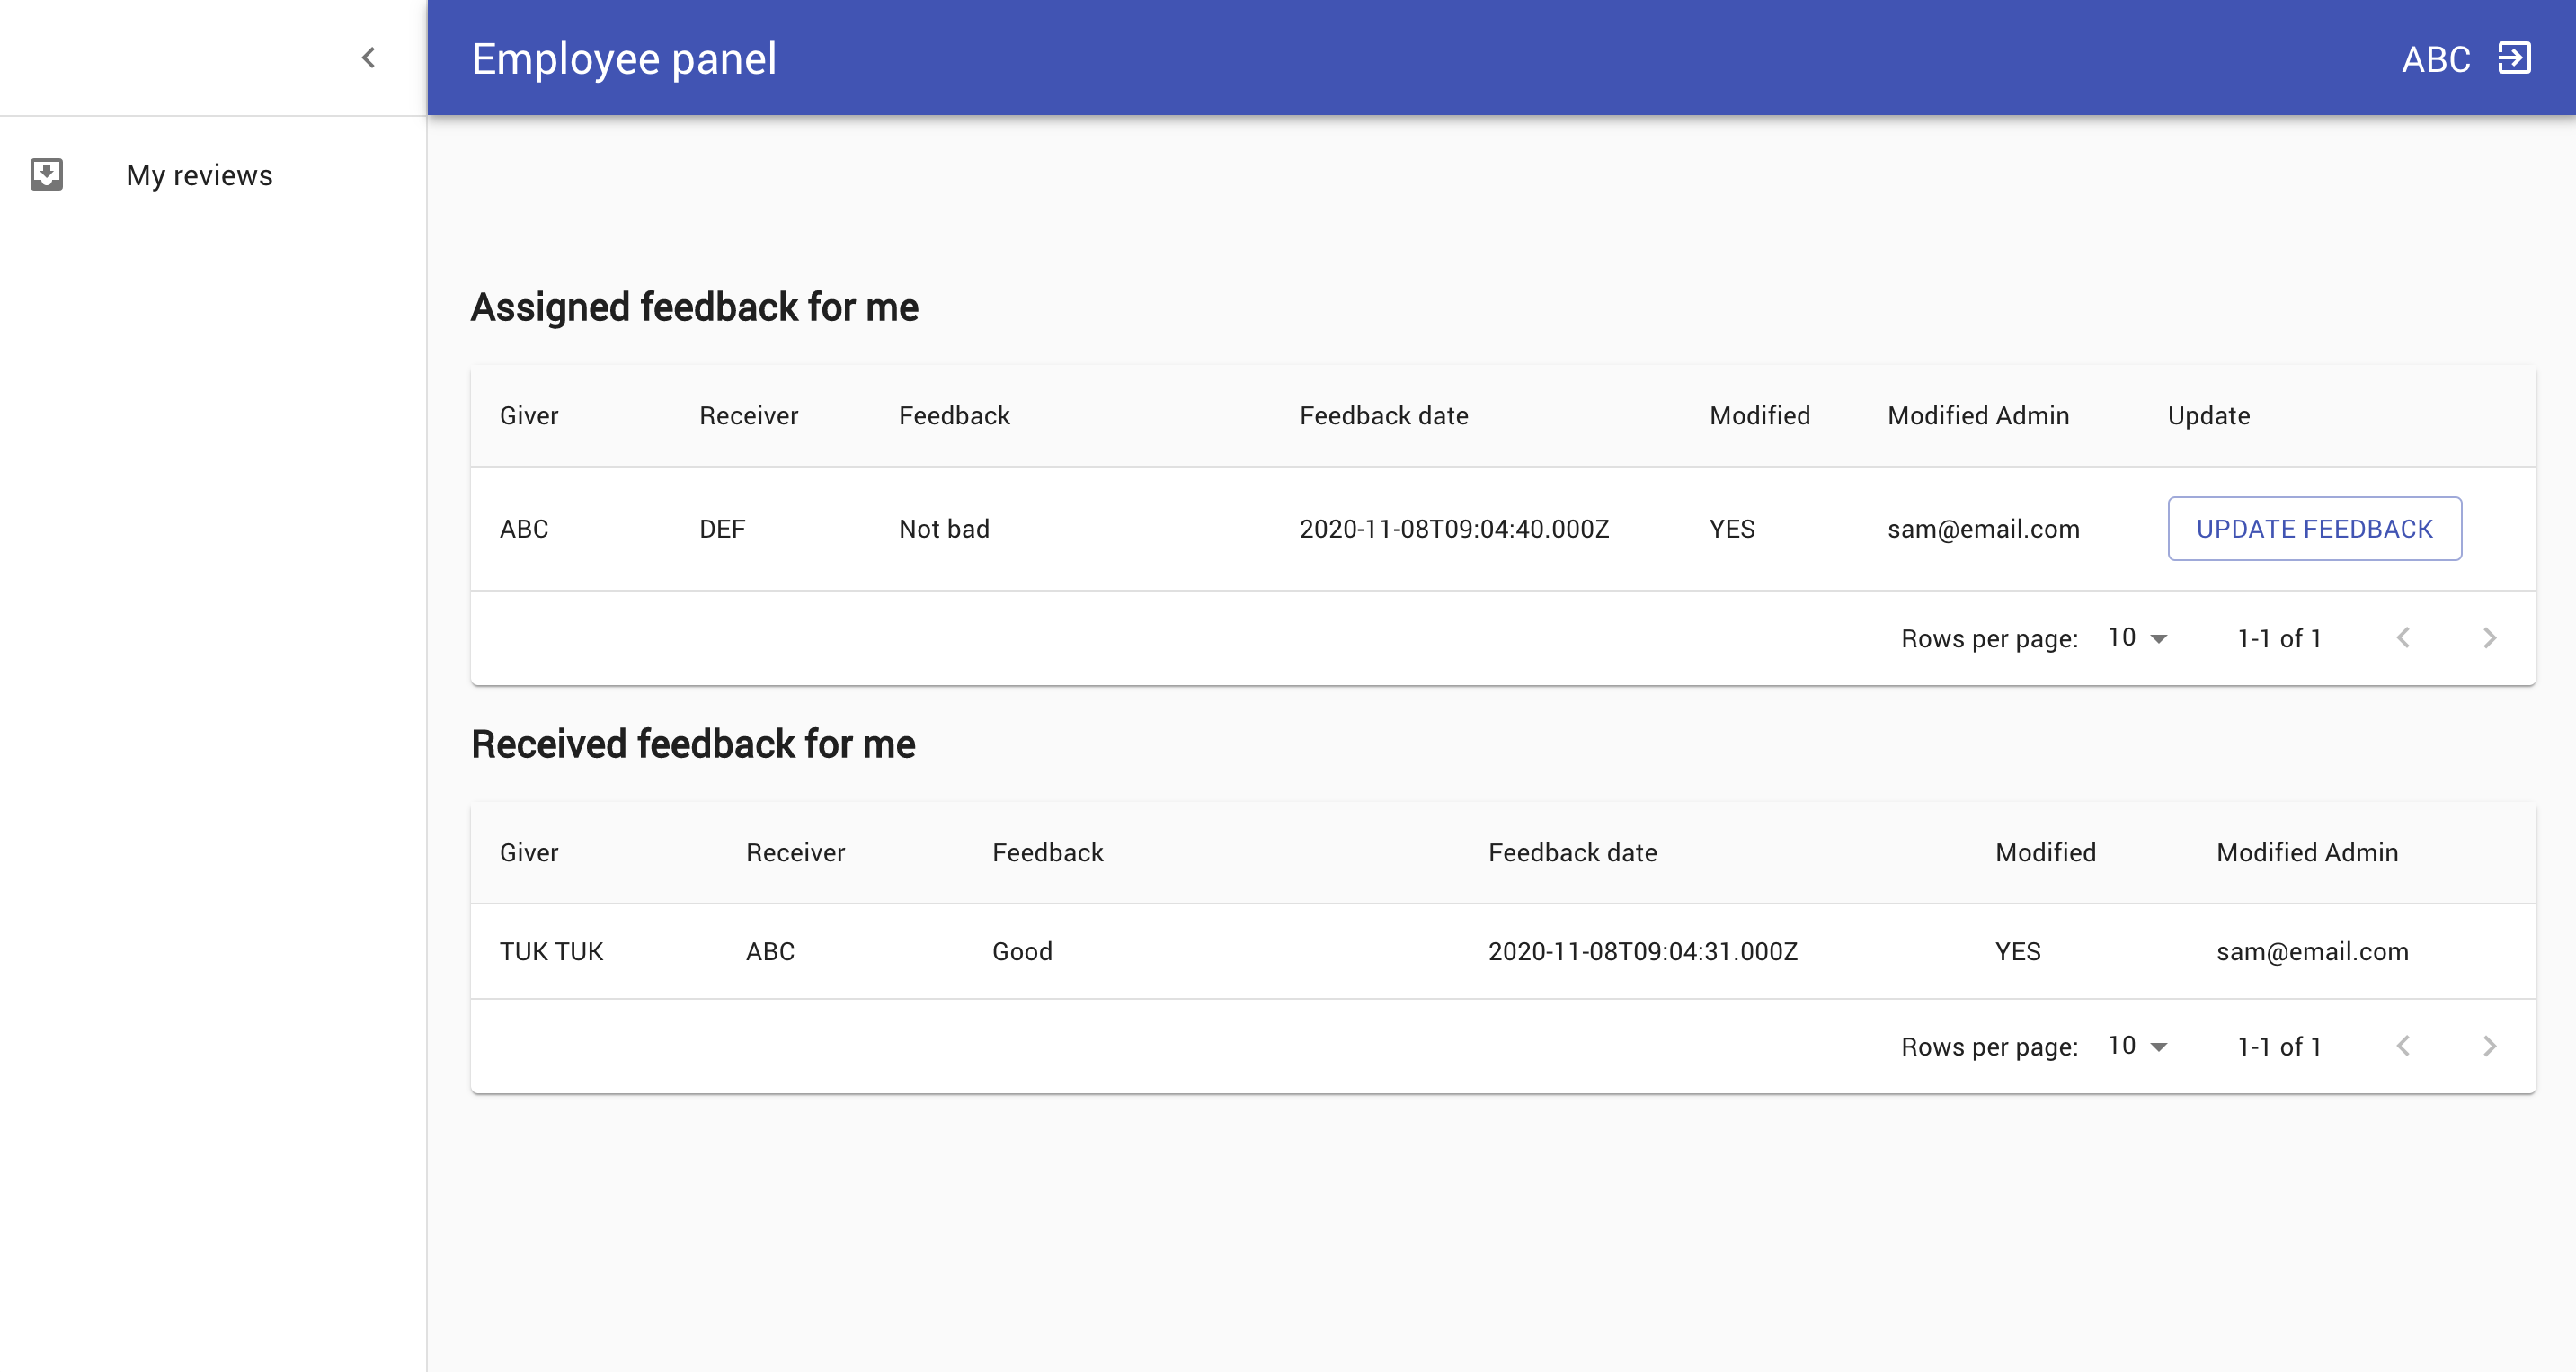 Employee panel
ABC
My reviews
Assigned feedback for me
Giver Receiver Feedback Feedback date Modified Modified Admin Update
ABC DEF Not bad 2020-11-08T09:04:40.000Z YES sam@email.com UPDATE FEEDBACK
Rows per page: 10 1-1 of 1
Received feedback for me
Giver Receiver Feedback Feedback date Modified Modified Admin
TUK TUK ABC Good 2020-11-08T09:04:31.000Z YES sam@email.com
Rows per page: 10 1-1 of 1